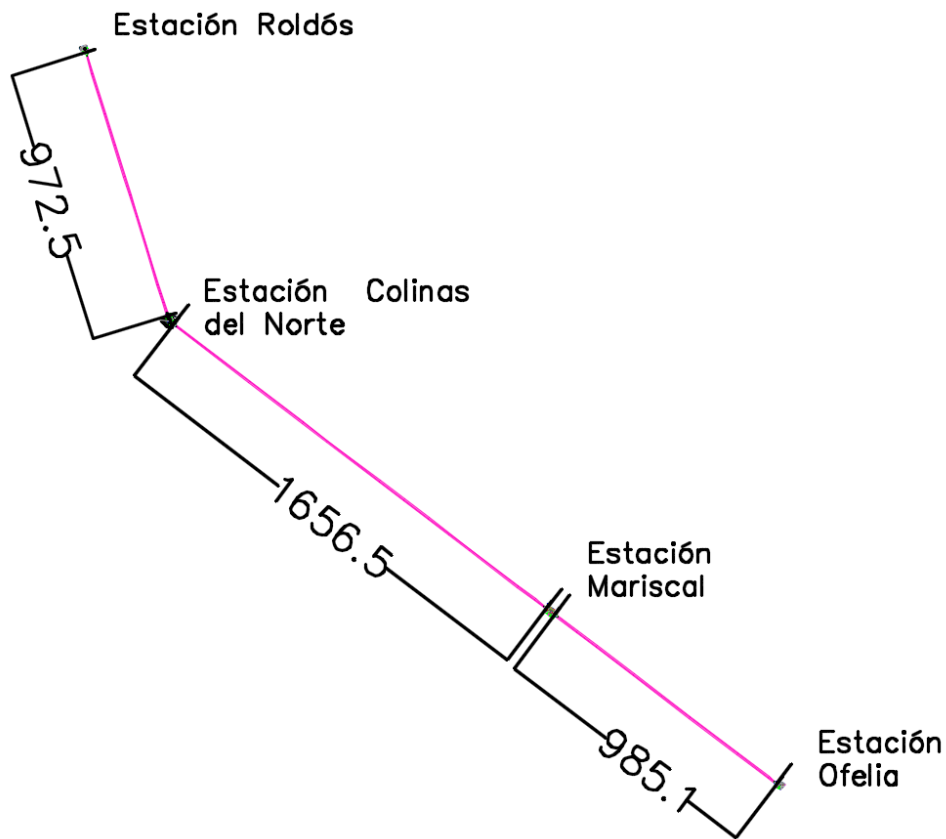 Estación Roldós
972.5
Estación Colinas
del Norte
1656.5
Estación
Mariscal
985.1
Estación
Ofelia